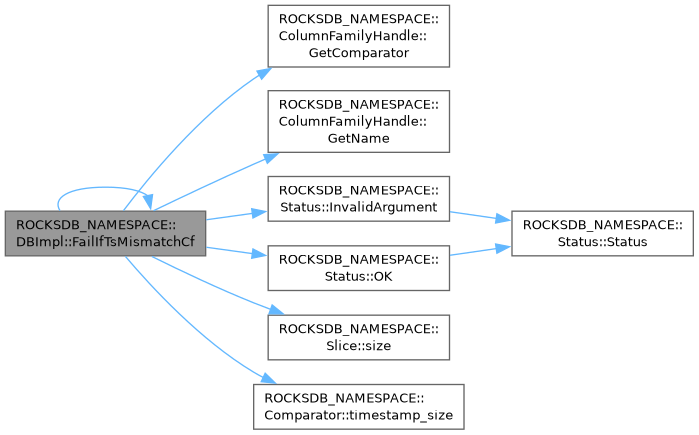 ROCKSDB_NAMESPACE::
ColumnFamilyHandle::
GetComparator
ROCKSDB_NAMESPACE::
ColumnFamilyHandle::
GetName
ROCKSDB_NAMESPACE::
Status::InvalidArgument
ROCKSDB_NAMESPACE::
DBImpl::FailIfTsMismatchCf
ROCKSDB_NAMESPACE::
Status::Status
ROCKSDB_NAMESPACE::
Status::OK
ROCKSDB_NAMESPACE::
Slice::size
ROCKSDB_NAMESPACE::
Comparator::timestamp_size